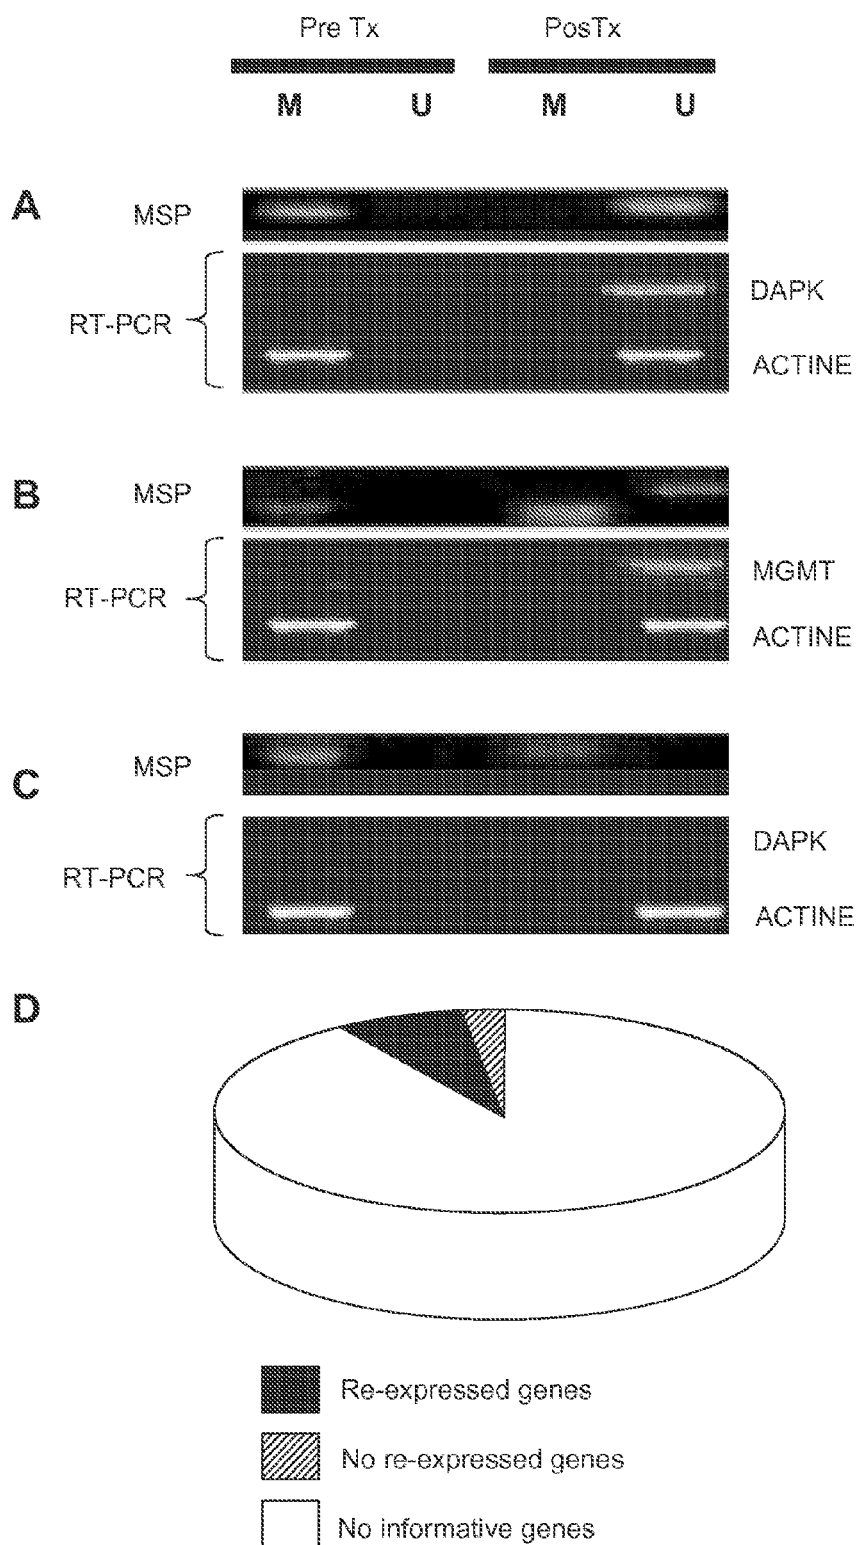 Pre Tx PosTx
M U M U
A MSP
RT-PCR DAPK
ACTINE
B MSP
RT-PCR MGMT
ACTINE
C MSP
RT-PCR DAPK
ACTINE
D
Re-expressed genes
No re-expressed genes
No informative genes